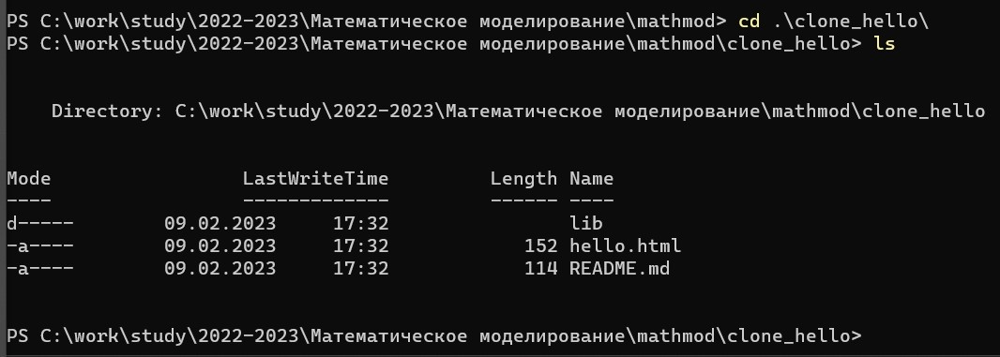 PS C:\work\study\2022-2023\Математическое моделирование\mathmod> cd .\clone_hello\
PS C:\work\study\2022-2023\Математическое моделирование\mathmod\clone_hello> ls
Directory: C:\work\study\2022-2023\Математическое моделирование\mathmod\clone_hello
Mode                 LastWriteTime         Length Name
----                 -------------         ------ ----
d-----        09.02.2023     17:32                lib
-a----        09.02.2023     17:32            152 hello.html
-a----        09.02.2023     17:32            114 README.md
PS C:\work\study\2022-2023\Математическое моделирование\mathmod\clone_hello>